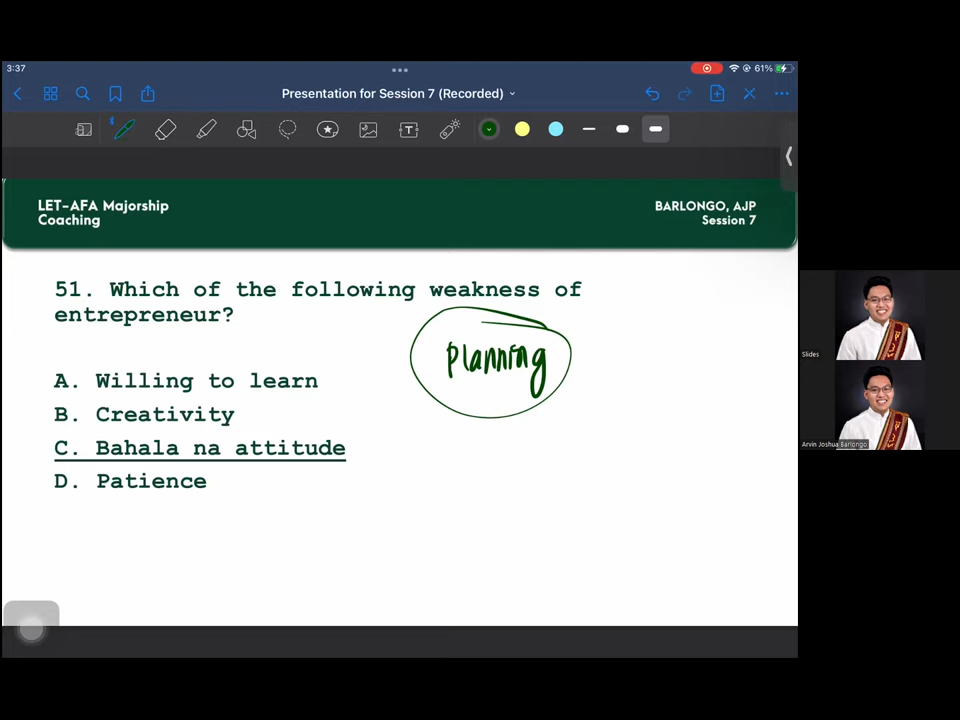 3:37
61%
Presentation for Session 7 (Recorded)
T
LET-AFA Majorship
Coaching
BARLONGO, AJP
Session 7
51. Which of the following weakness of
entrepreneur?
planning
A. Willing to learn
B. Creativity
C. Bahala na attitude
D. Patience
Slides
Arvin Joshua Barlongo